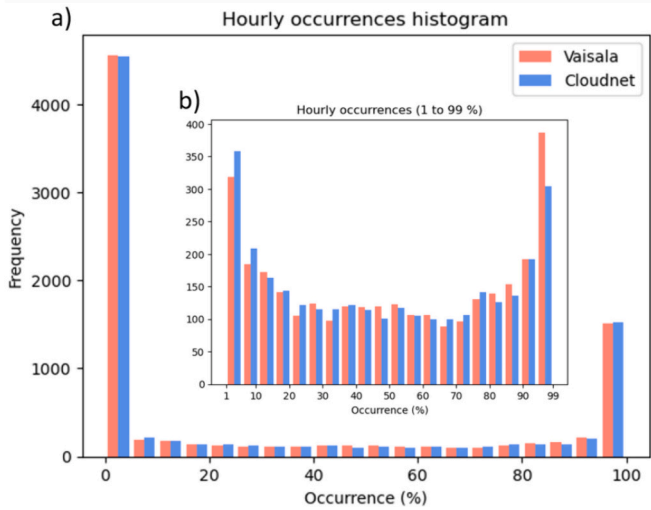 a)
Hourly occurrences histogram
Vaisala
Cloudnet
b)
Hourly occurrences (1 to 99 %)
400
350
300
250
200
150
100
50
0
1 10 20 30 40 50 60 70 80 90 99
Occurrence (%)
Frequency
4000
3000
2000
1000
0
0 20 40 60 80 100
Occurrence (%)